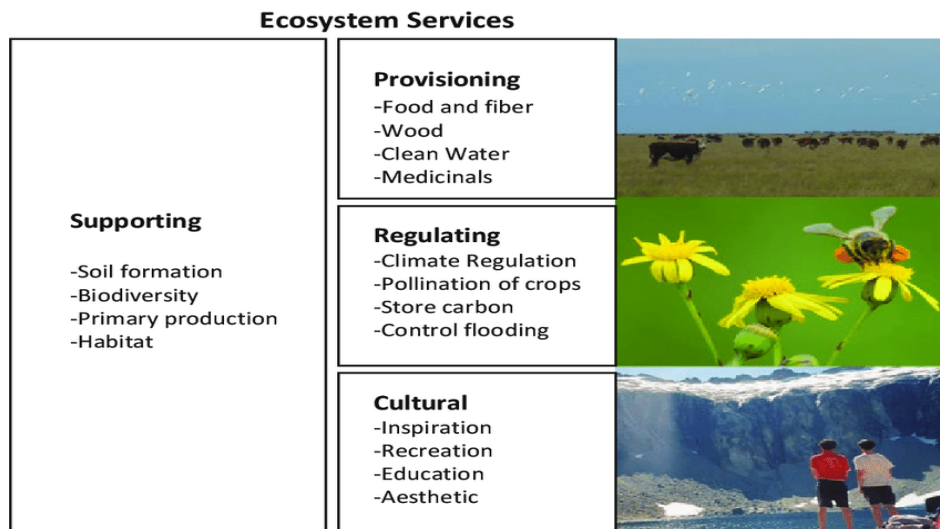 Ecosystem Services
Supporting
-Soil formation
-Biodiversity
-Primary production
-Habitat
Provisioning
-Food and fiber
-Wood
-Clean Water
-Medicinals
Regulating
-Climate Regulation
-Pollination of crops
-Store carbon
-Control flooding
Cultural
-Inspiration
-Recreation
-Education
-Aesthetic